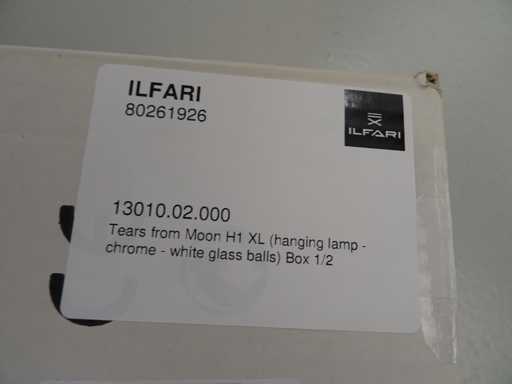 ILFARI
80261926
ILFARI
13010.02.000
Tears from Moon H1 XL (hanging lamp -
chrome - white glass balls) Box 1/2